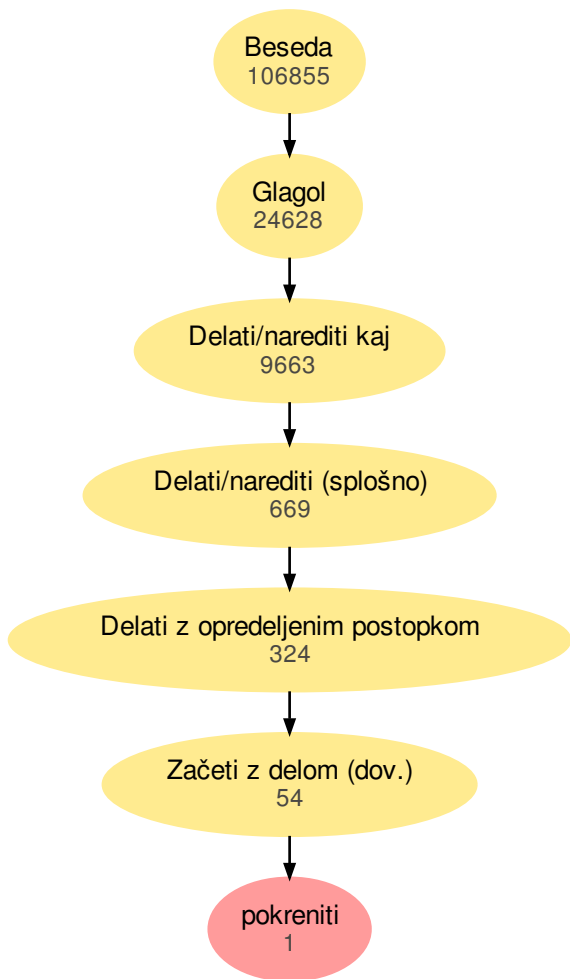 Beseda
106855
Glagol
24628
Delati/narediti kaj
9663
Delati/narediti (splošno)
669
Delati z opredeljenim postopkom
324
Začeti z delom (dov.)
54
pokreniti
1